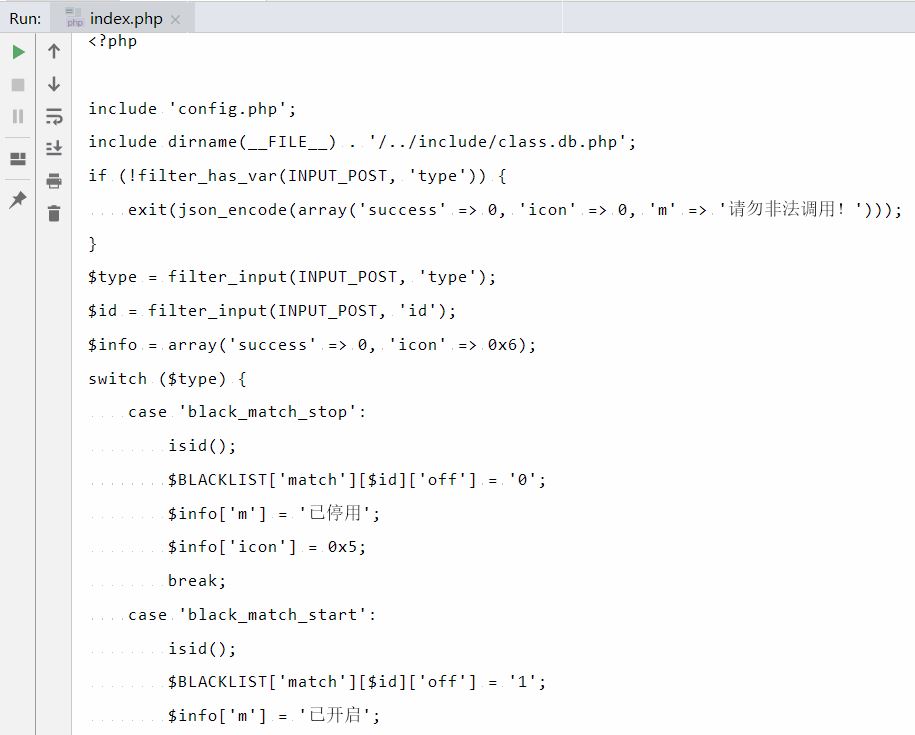 Run: index.php
<?php
include 'config.php';
include dirname(__FILE__) . '/../include/class.db.php';
if (!filter_has_var(INPUT_POST, 'type')) {
    exit(json_encode(array('success' => 0, 'icon' => 0, 'm' => '请勿非法调用！')));
}
$type = filter_input(INPUT_POST, 'type');
$id = filter_input(INPUT_POST, 'id');
$info = array('success' => 0, 'icon' => 0x6);
switch ($type) {
    case 'black_match_stop':
        isid();
        $BLACKLIST['match'][$id]['off'] = '0';
        $info['m'] = '已停用';
        $info['icon'] = 0x5;
        break;
    case 'black_match_start':
        isid();
        $BLACKLIST['match'][$id]['off'] = '1';
        $info['m'] = '已开启';